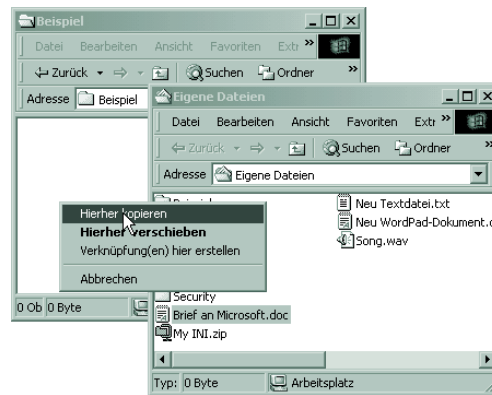 Beispiel
Datei Bearbeiten Ansicht Favoriten Extr »
Zurück Suchen Ordner »
Adresse Beispiel
Eigene Dateien
Datei Bearbeiten Ansicht Favoriten Extr »
Zurück Suchen Ordner »
Adresse Eigene Dateien
Neu Textdatei.txt
Neu WordPad-Dokument.d
Song.wav
Hierher kopieren
Hierher verschieben
Verknüpfung(en) hier erstellen
Abbrechen
Security
Brief an Microsoft.doc
My INI.zip
0 Ob 0 Byte
Typ: 0 Byte Arbeitsplatz